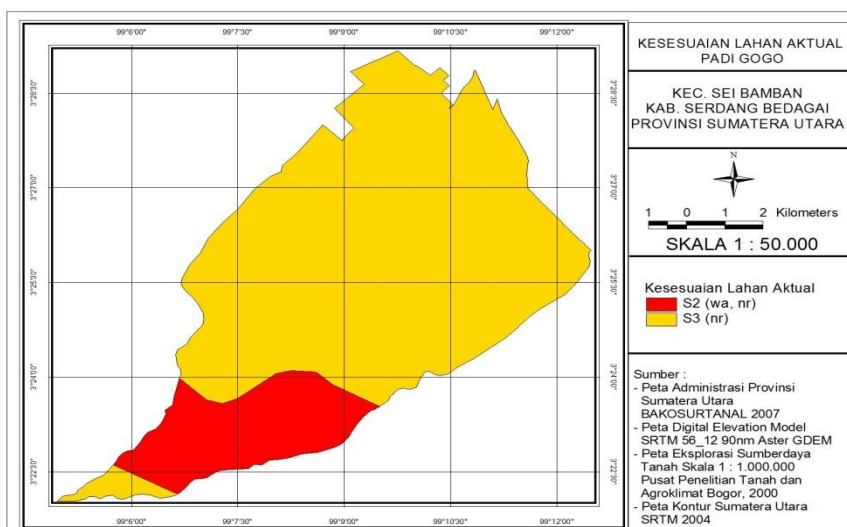 99°6'00" 99°7'30" 99°9'00" 99°10'30" 99°12'00"
3°28'30" 3°28'30"
3°27'00" 3°27'00"
3°25'30" 3°25'30"
3°24'00" 3°24'00"
3°22'30" 3°22'30"
99°6'00" 99°7'30" 99°9'00" 99°10'30" 99°12'00"
KESESUAIAN LAHAN AKTUAL
PADI GOGO
KEC. SEI BAMBAN
KAB. SERDANG BEDAGAI
PROVINSI SUMATERA UTARA
N
1 0 1 2 Kilometers
SKALA 1 : 50.000
Kesesuaian Lahan Aktual
S2 (wa, nr)
S3 (nr)
Sumber :
- Peta Administrasi Provinsi
Sumatera Utara
BAKOSURTANAL 2007
- Peta Digital Elevation Model
SRTM 56_12 90nm Aster GDEM
- Peta Eksplorasi Sumberdaya
Tanah Skala 1 : 1.000.000
Pusat Penelitian Tanah dan
Agroklimat Bogor, 2000
- Peta Kontur Sumatera Utara
SRTM 2004